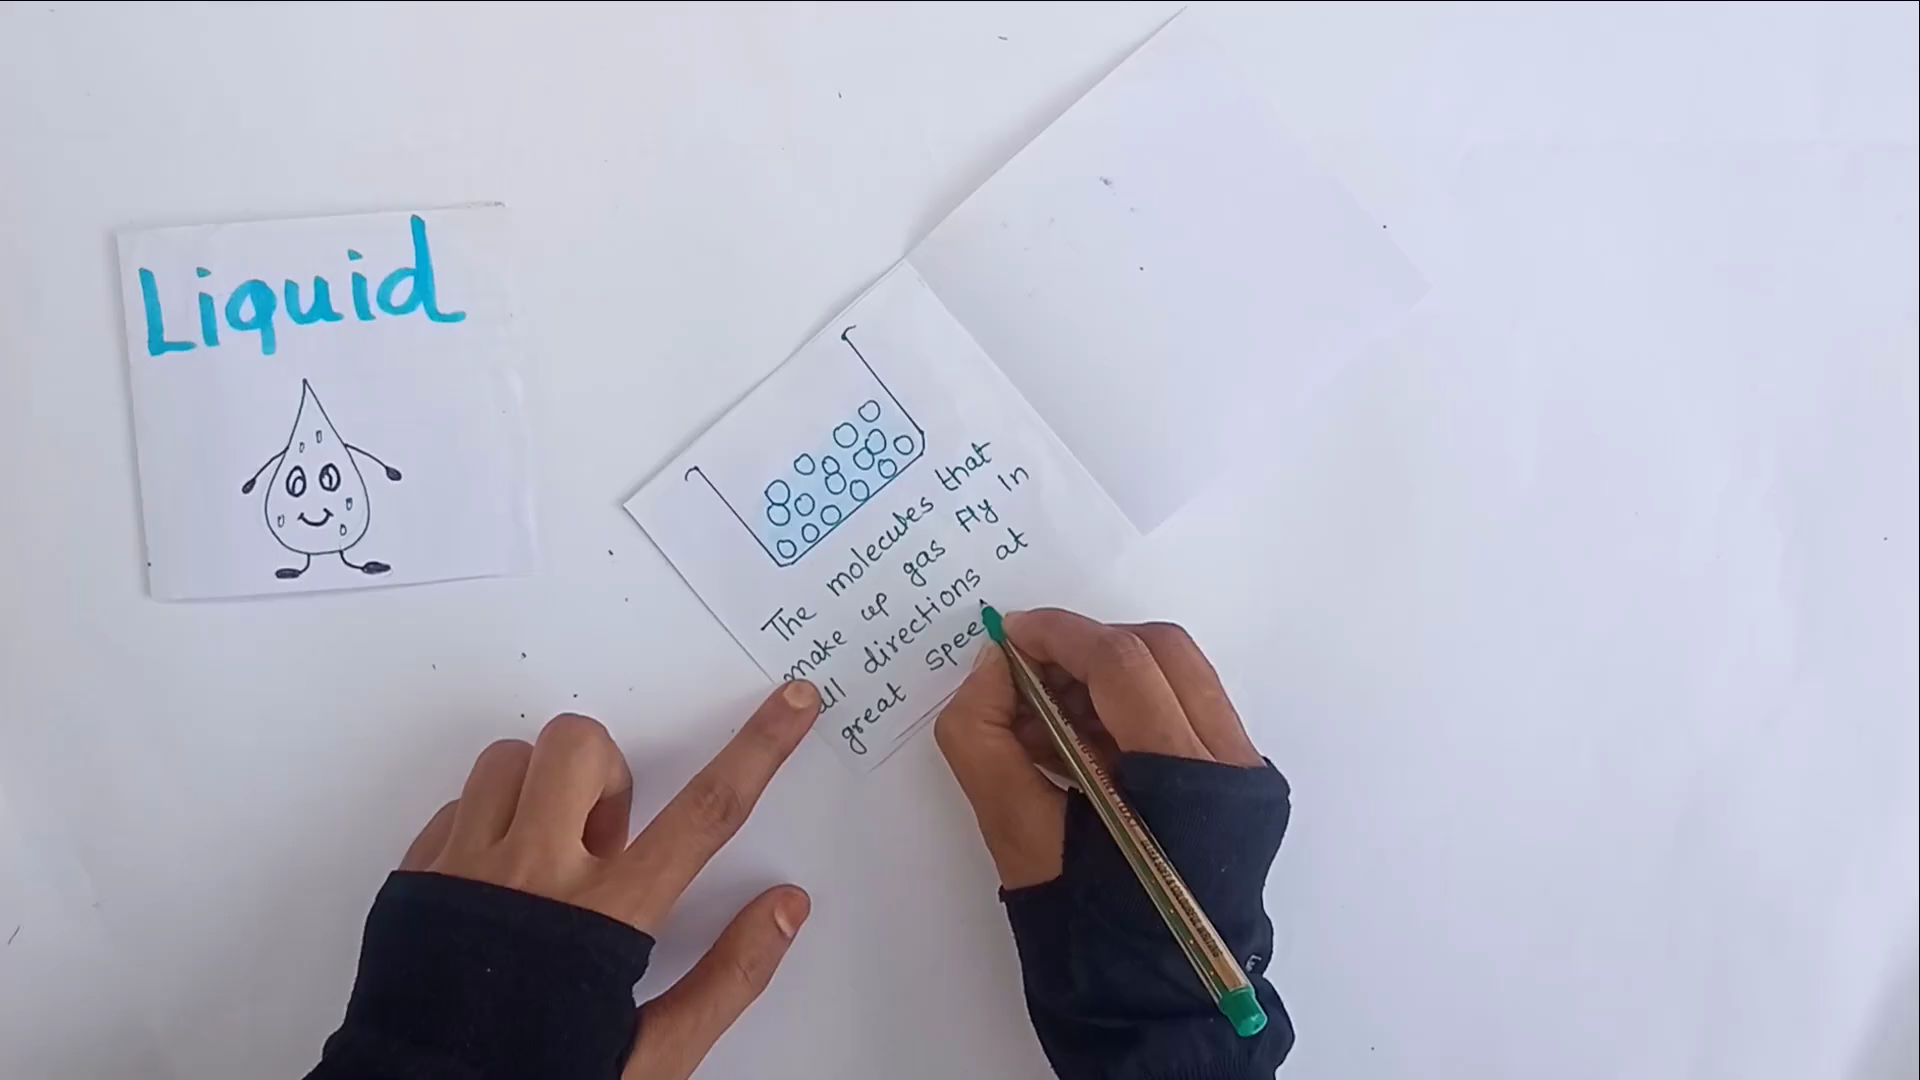 Liquid
The molecules that
make up gas fly in
all directions at
great spee